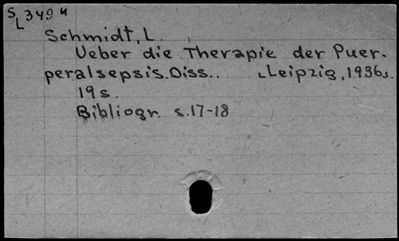 S 349 u
L
Schmidt, L.
Ueber die Therapie der Puer-
peralsepsis. Diss.. Leipzig, 1936.
19 s.
Bibliogr. s. 17-18